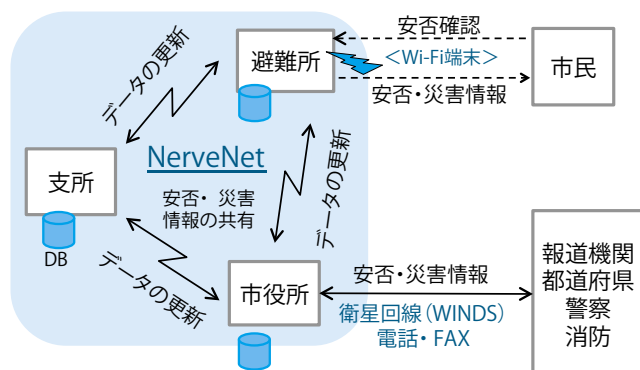 安否確認
データの更新
避難所
<Wi-Fi端末>
市民
安否・災害情報
NerveNet
支所
安否・ 災害
情報の共有
データの更新
DB
データの更新
市役所
安否・災害情報
衛星回線(WINDS)
電話・FAX
報道機関
都道府県
警察
消防